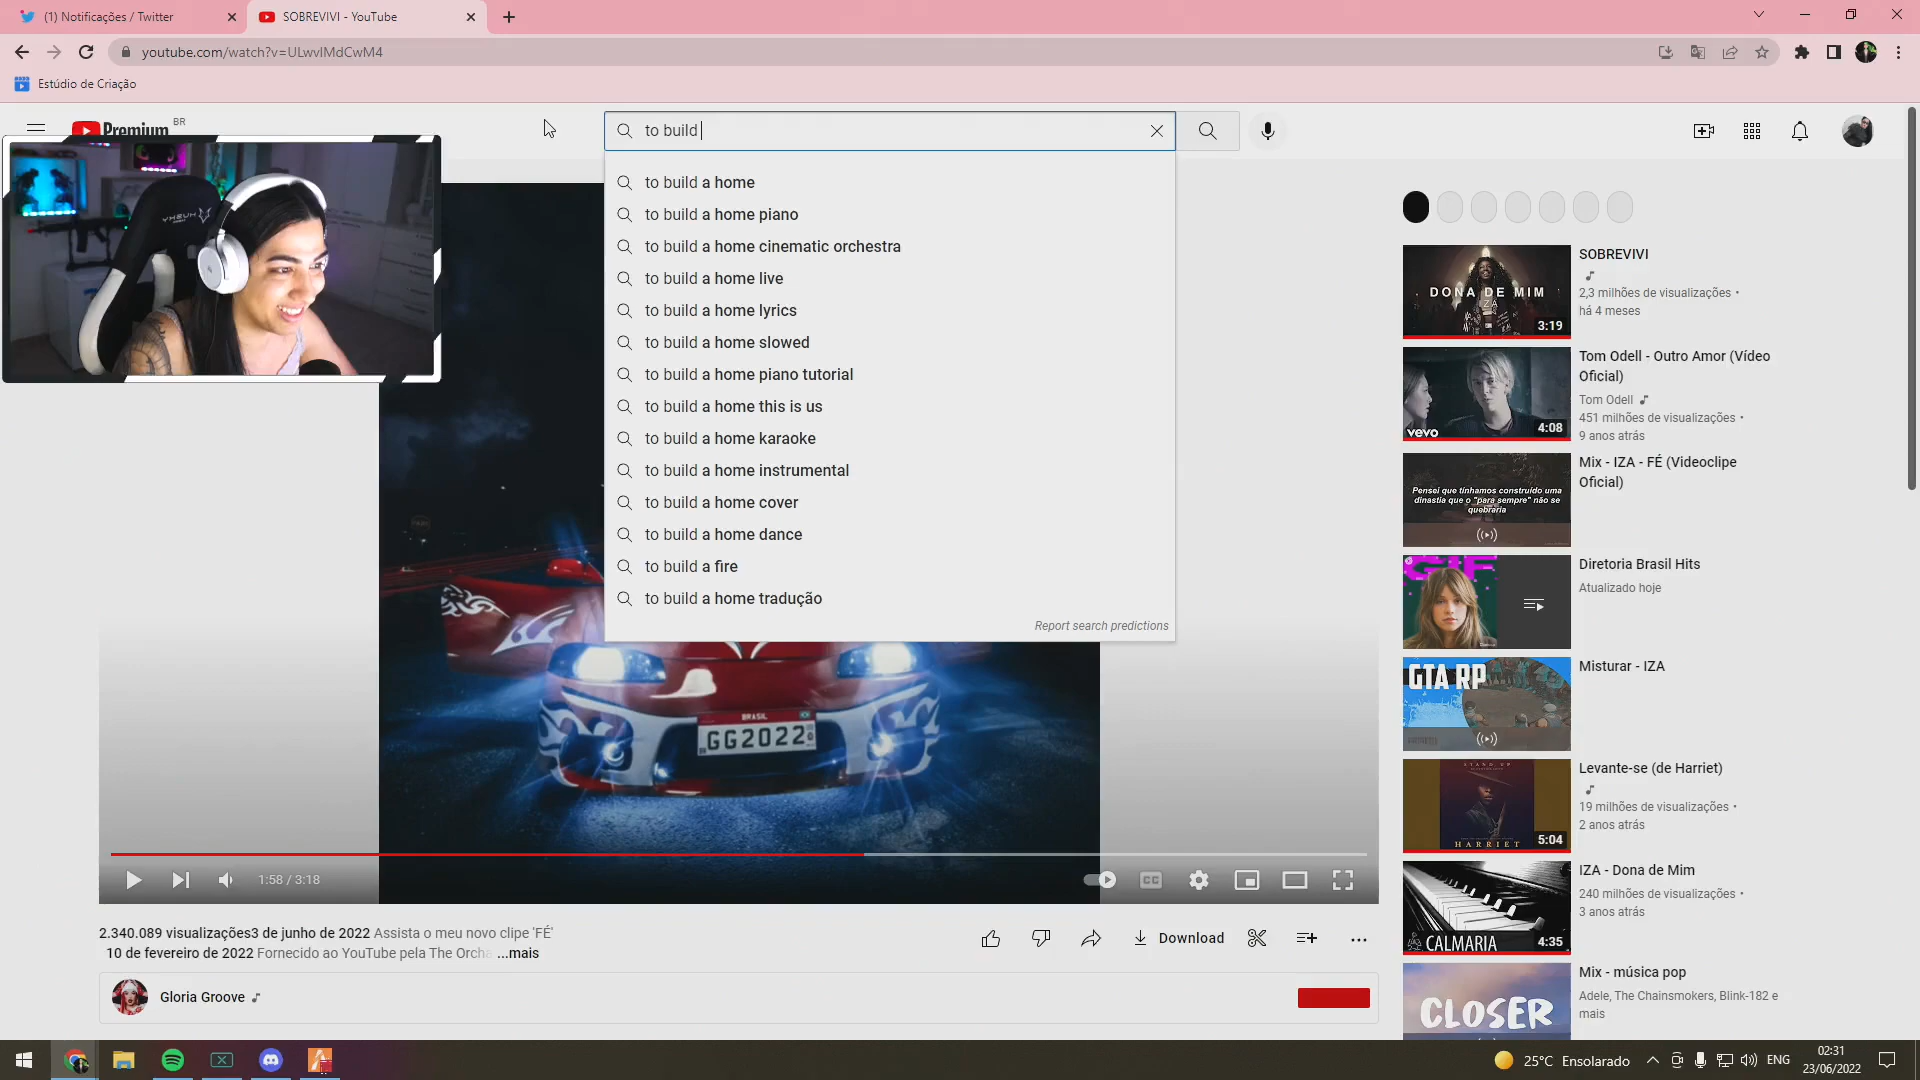 (1) Notificações / Twitter
SOBREVIVI - YouTube
youtube.com/watch?v=ULwvIMdCwM4
Estúdio de Criação
Premium BR
to build
to build a home
to build a home piano
to build a home cinematic orchestra
to build a home live
to build a home lyrics
to build a home slowed
to build a home piano tutorial
to build a home this is us
to build a home karaoke
to build a home instrumental
to build a home cover
to build a home dance
to build a fire
to build a home tradução
Report search predictions
BRASIL
GG2022
1:58 / 3:18
CC
2.340.089 visualizações3 de junho de 2022 Assista o meu novo clipe 'FÉ'
10 de fevereiro de 2022 Fornecido ao YouTube pela The Orcha ...mais
Download
Gloria Groove
DONA DE MIM
IZA
3:19
SOBREVIVI
2,3 milhões de visualizações •
há 4 meses
vevo
4:08
Tom Odell - Outro Amor (Vídeo
Oficial)
Tom Odell
451 milhões de visualizações •
9 anos atrás
Pensei que tínhamos construído uma
dinastia que o "para sempre" não se
quebraria
Mix - IZA - FÉ (Videoclipe
Oficial)
GIF
Diretoria Brasil Hits
Atualizado hoje
GTA RP
Misturar - IZA
STAND UP
HARRIET
5:04
Levante-se (de Harriet)
19 milhões de visualizações •
2 anos atrás
CALMARIA
4:35
IZA - Dona de Mim
240 milhões de visualizações •
3 anos atrás
CLOSER
Mix - música pop
Adele, The Chainsmokers, Blink-182 e
mais
25°C Ensolarado
ENG
02:31
23/06/2022